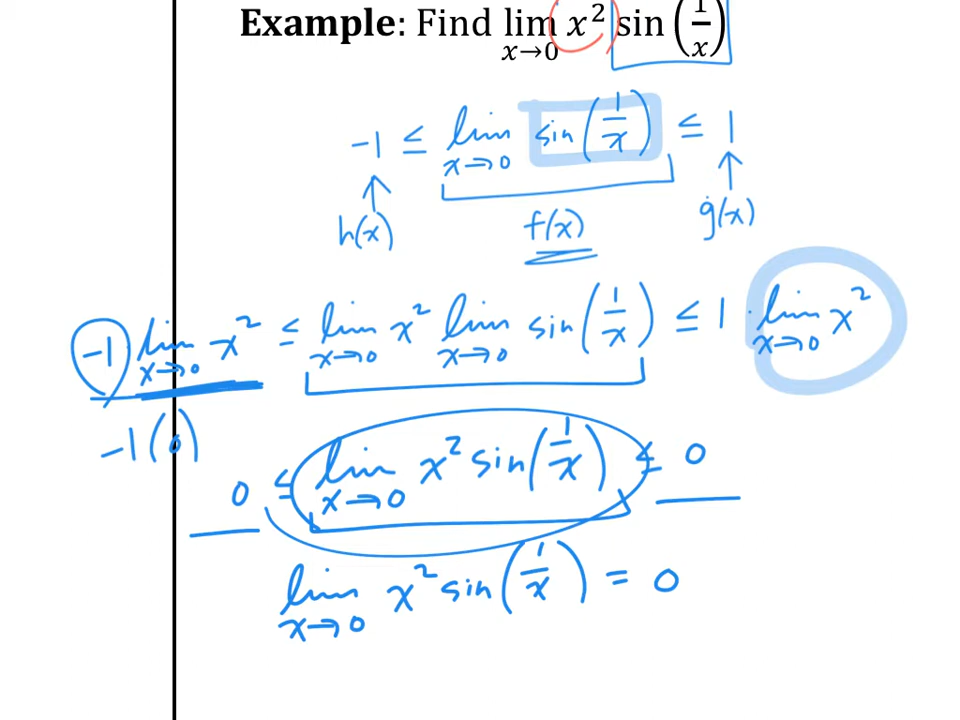 Example: Find lim x→0 x² sin (1/x)
-1 ≤ lim x→0 sin(1/x) ≤ 1
h(x) f(x) g(x)
-1 lim x→0 x² ≤ lim x→0 x² lim x→0 sin(1/x) ≤ 1 · lim x→0 x²
-1(0)
0 ≤ lim x→0 x² sin(1/x) ≤ 0
lim x→0 x² sin(1/x) = 0